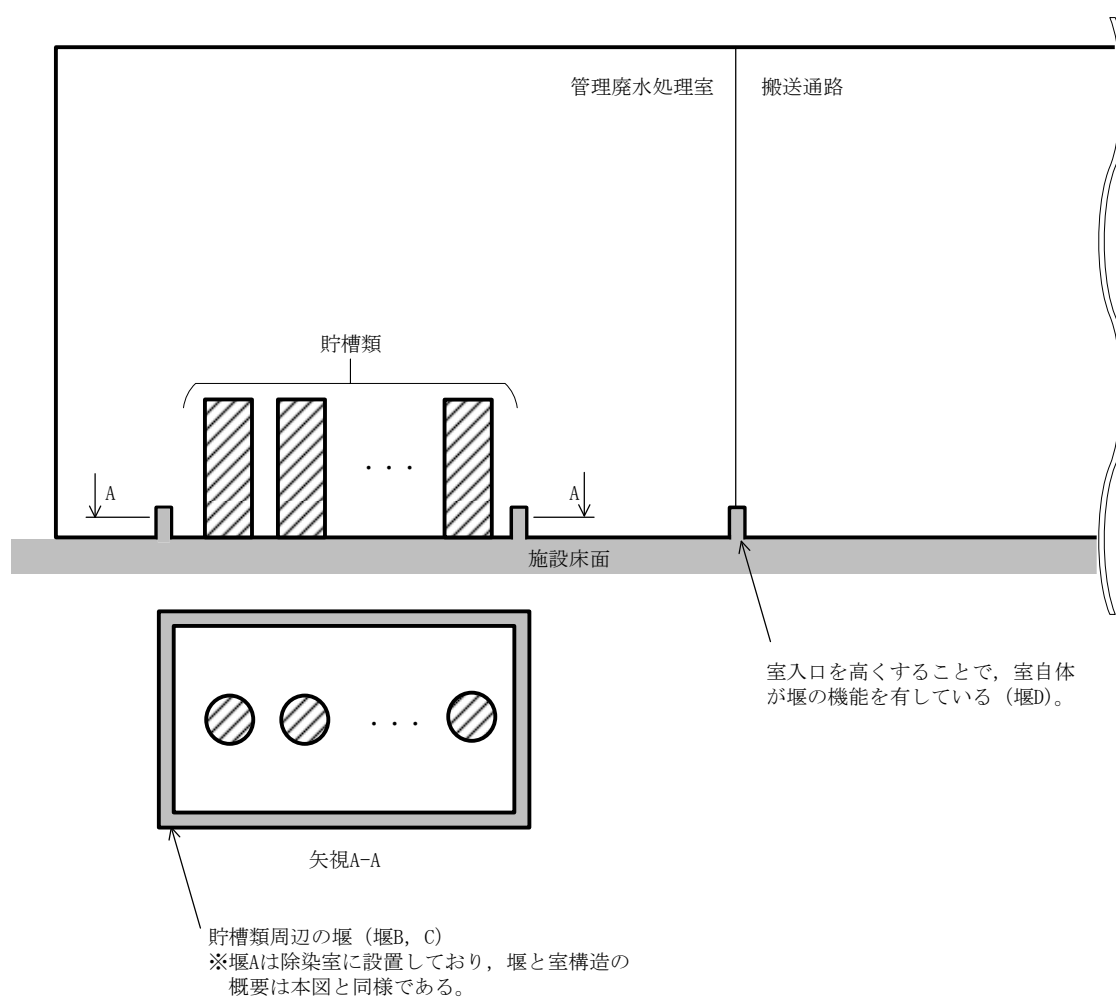 管理廃水処理室
搬送通路
貯槽類
・・・
A
A
施設床面
室入口を高くすることで，室自体
が堰の機能を有している（堰D）。
・・・
矢視A-A
貯槽類周辺の堰（堰B，C）
※堰Aは除染室に設置しており，堰と室構造の
概要は本図と同様である。